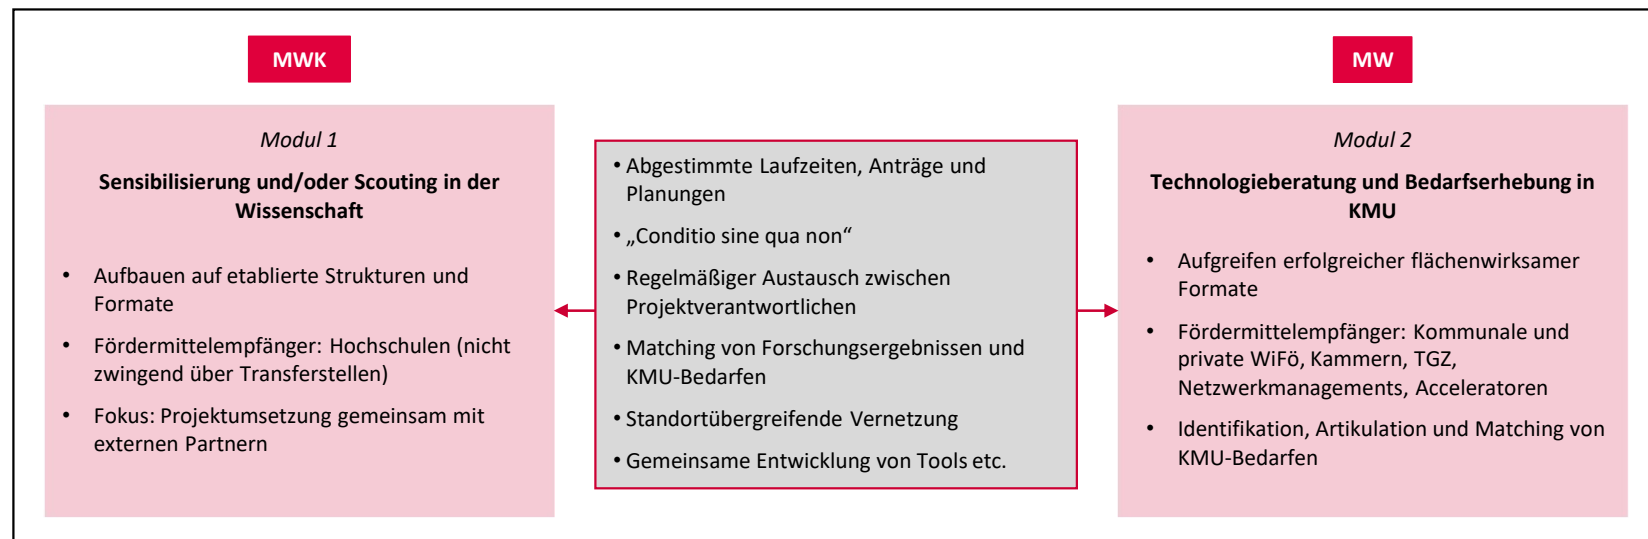 MWK
Modul 1
Sensibilisierung und/oder Scouting in der
Wissenschaft
• Aufbauen auf etablierte Strukturen und
Formate
• Fördermittelempfänger: Hochschulen (nicht
zwingend über Transferstellen)
• Fokus: Projektumsetzung gemeinsam mit
externen Partnern
• Abgestimmte Laufzeiten, Anträge und
Planungen
• „Conditio sine qua non“
• Regelmäßiger Austausch zwischen
Projektverantwortlichen
• Matching von Forschungsergebnissen und
KMU-Bedarfen
• Standortübergreifende Vernetzung
• Gemeinsame Entwicklung von Tools etc.
MW
Modul 2
Technologieberatung und Bedarfserhebung in
KMU
• Aufgreifen erfolgreicher flächenwirksamer
Formate
• Fördermittelempfänger: Kommunale und
private WiFö, Kammern, TGZ,
Netzwerkmanagements, Acceleratoren
• Identifikation, Artikulation und Matching von
KMU-Bedarfen